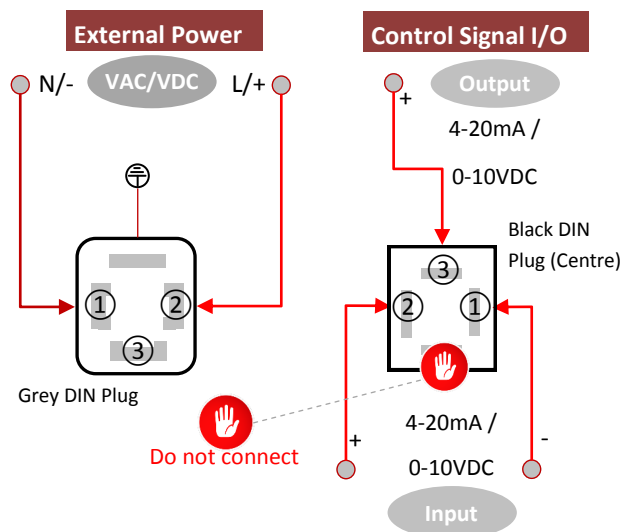 External Power
N/-
VAC/VDC
L/+
1
2
3
Grey DIN Plug
Do not connect
Control Signal I/O
Output
+
4-20mA /
0-10VDC
Black DIN
Plug (Centre)
3
2
1
+
4-20mA /
-
0-10VDC
Input